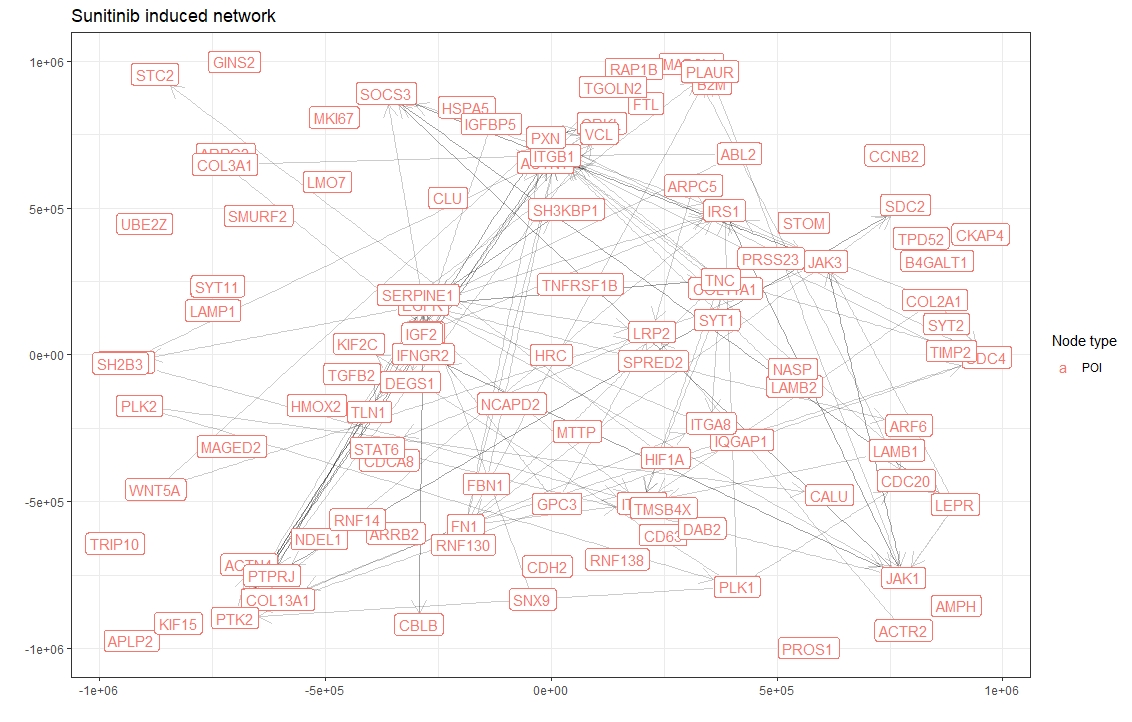 Sunitinib induced network
1e+06
5e+05
0e+00
-5e+05
-1e+06
-1e+06
-5e+05
0e+00
5e+05
1e+06
GINS2
STC2
RAP1B
PLAUR
TGOLN2
B2M
SOCS3
FTL
HSPA5
MKI67
IGFBP5
VCL
PXN
ITGB1
COL3A1
ABL2
CCNB2
LMO7
ARPC5
CLU
SH3KBP1
IRS1
SDC2
SMURF2
UBE2Z
STOM
TPD52
CKAP4
PRSS23
JAK3
B4GALT1
SYT11
SERPINE1
TNFRSF1B
TNC
LAMP1
COL2A1
SYT1
SYT2
IGF2
LRP2
KIF2C
IFNGR2
HRC
SPRED2
TIMP2
SH2B3
TGFB2
DEGS1
NASP
LAMB2
PLK2
HMOX2
TLN1
NCAPD2
MAGED2
MTTP
ITGA8
ARF6
IQGAP1
STAT6
CDCA8
HIF1A
LAMB1
WNT5A
FBN1
CALU
CDC20
GPC3
TMSB4X
LEPR
RNF14
ARRB2
FN1
DAB2
NDEL1
RNF130
TRIP10
PTPRJ
CDH2
RNF138
JAK1
PLK1
COL13A1
SNX9
PTK2
KIF15
CBLB
AMPH
APLP2
ACTR2
PROS1
Node type
a POI